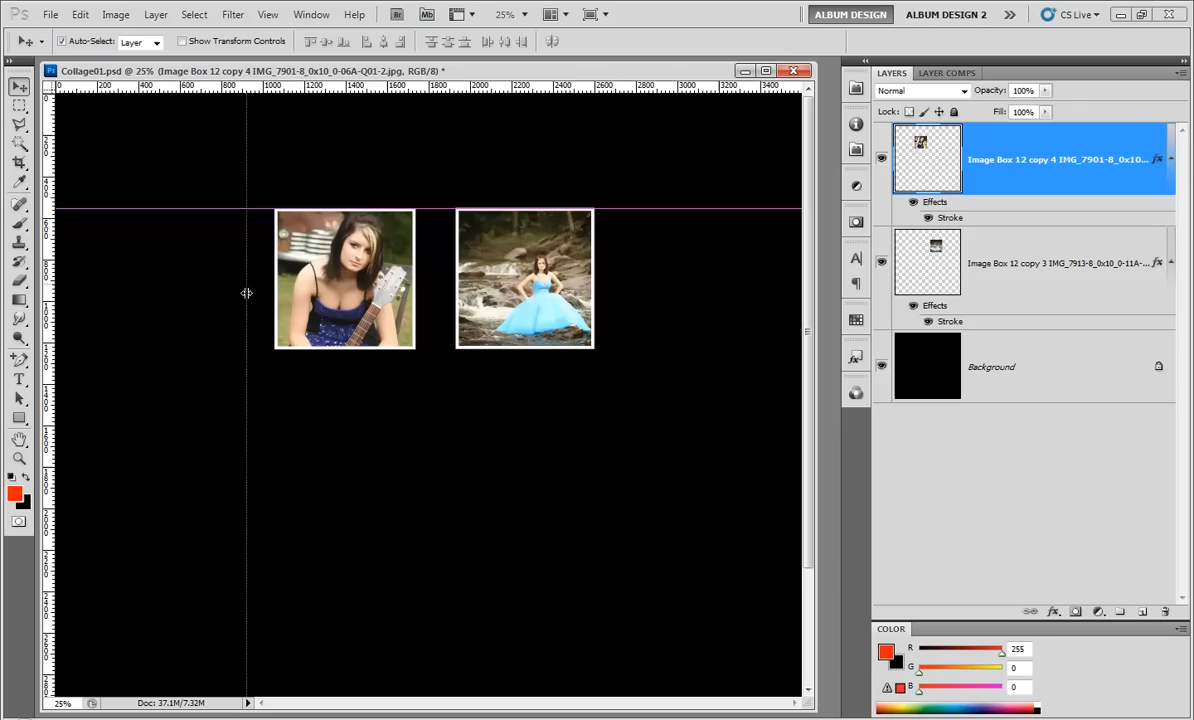 Ps File Edit Image Layer Select Filter View Window Help Br Mb 25% ALBUM DESIGN ALBUM DESIGN 2 CS Live
Auto-Select: Layer Show Transform Controls
Collage01.psd @ 25% (Image Box 12 copy 4 IMG_7901-8_0x10_0-06A-Q01-2.jpg, RGB/8) *
0 200 400 600 800 1000 1200 1400 1600 1800 2000 2200 2400 2600 2800 3000 3200 3400
LAYERS LAYER COMPS
Normal Opacity: 100%
Lock: Fill: 100%
Image Box 12 copy 4 IMG_7901-8_0x10... fx
Effects
Stroke
Image Box 12 copy 3 IMG_7913-8_0x10_0-11A-... fx
Effects
Stroke
Background
COLOR
R 255
G 0
B 0
25% Doc: 37.1M/7.32M